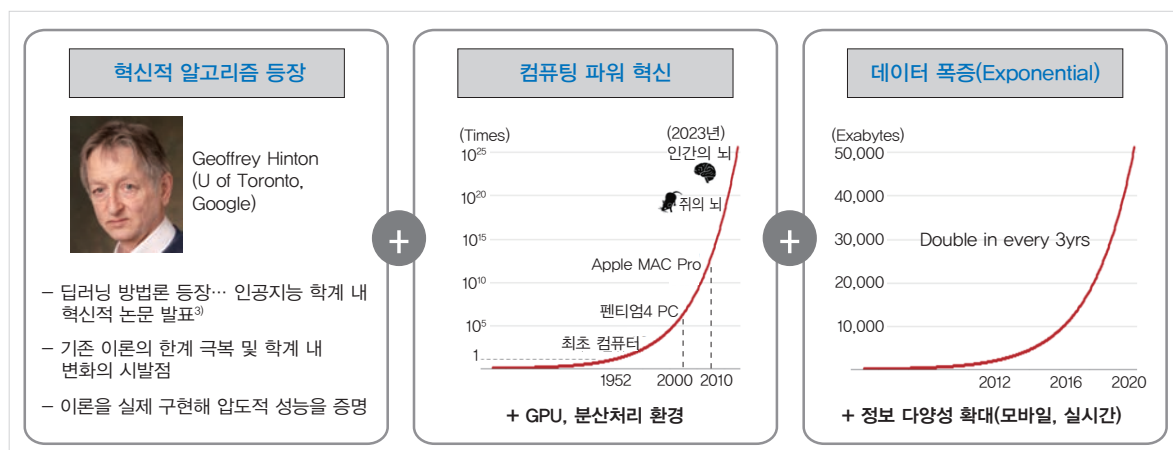 혁신적 알고리즘 등장
Geoffrey Hinton
(U of Toronto,
Google)
– 딥러닝 방법론 등장… 인공지능 학계 내
혁신적 논문 발표3)
– 기존 이론의 한계 극복 및 학계 내
변화의 시발점
– 이론을 실제 구현해 압도적 성능을 증명
+
컴퓨팅 파워 혁신
(Times)
(2023년)
10^25
인간의 뇌
10^20
쥐의 뇌
10^15
Apple MAC Pro
10^10
펜티엄4 PC
10^5
최초 컴퓨터
1
1952 2000 2010
+ GPU, 분산처리 환경
+
데이터 폭증(Exponential)
(Exabytes)
50,000
40,000
30,000
Double in every 3yrs
20,000
10,000
2012 2016 2020
+ 정보 다양성 확대(모바일, 실시간)